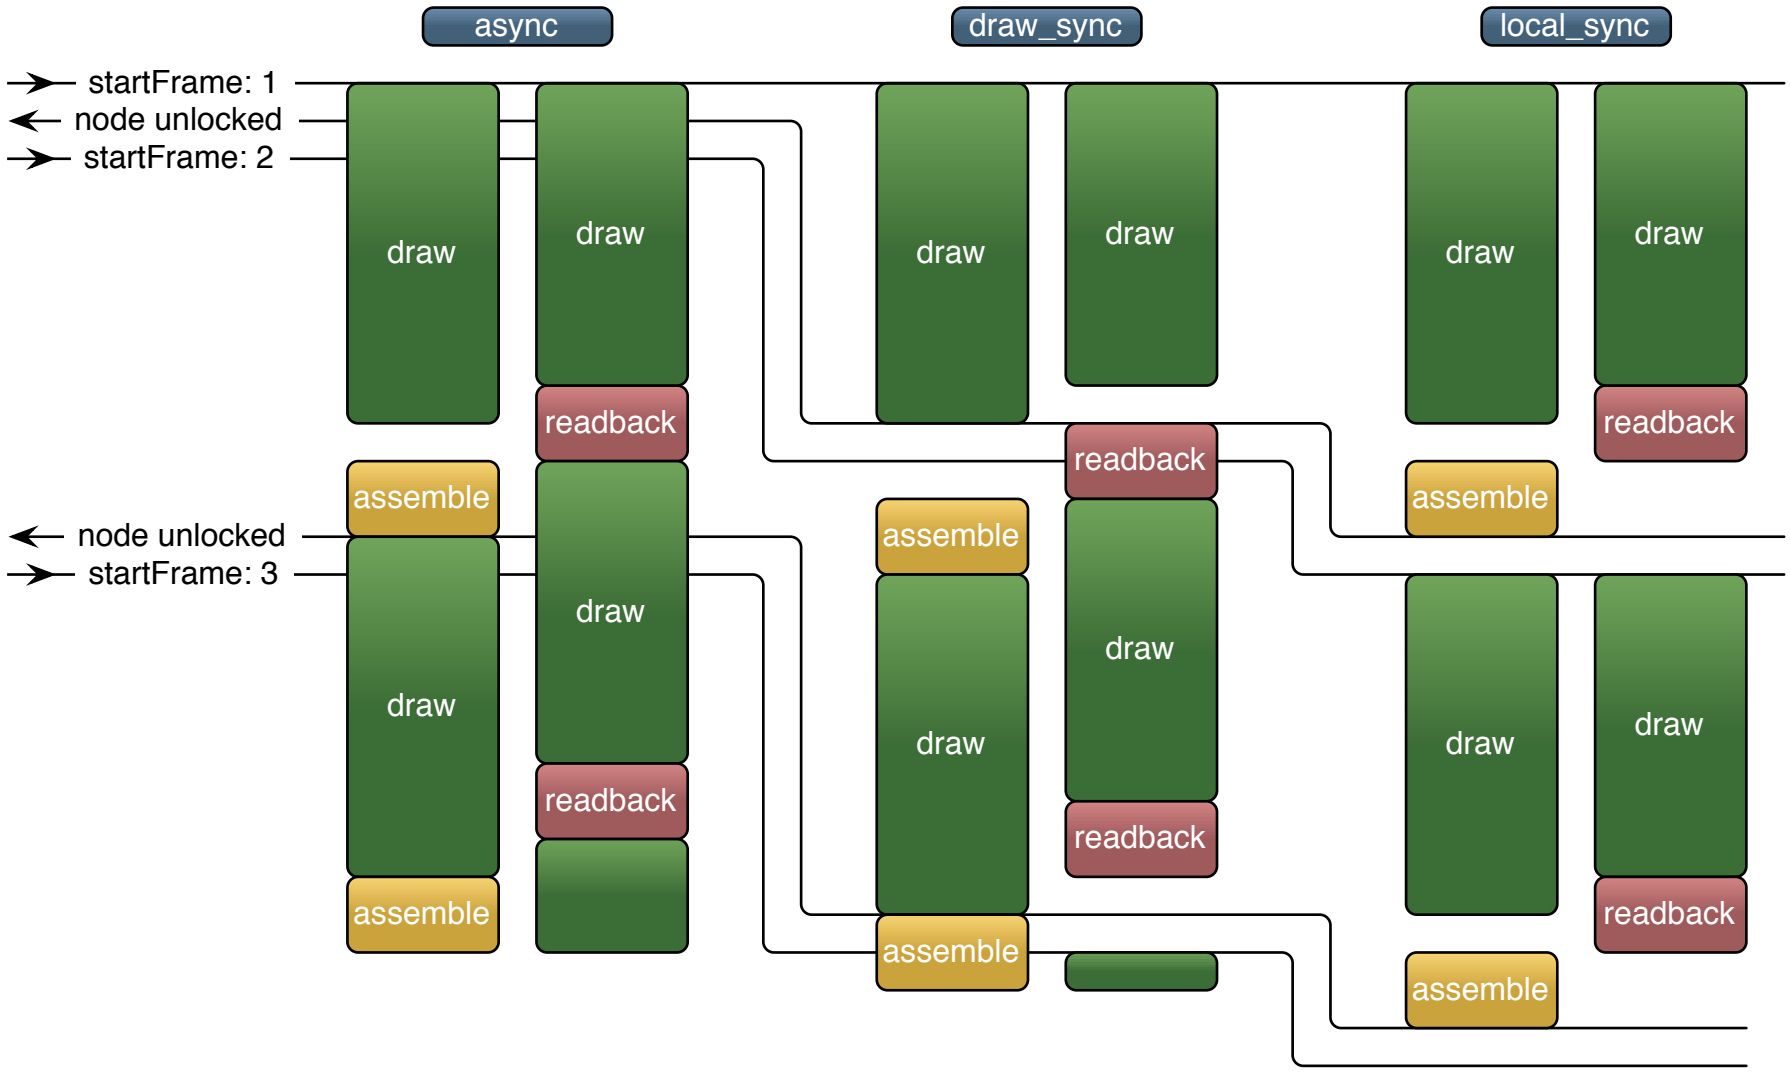 async
draw_sync
local_sync
startFrame: 1
node unlocked
startFrame: 2
draw
draw
draw
draw
draw
draw
readback
readback
readback
assemble
assemble
assemble
node unlocked
startFrame: 3
draw
draw
draw
draw
draw
draw
readback
readback
assemble
readback
assemble
assemble